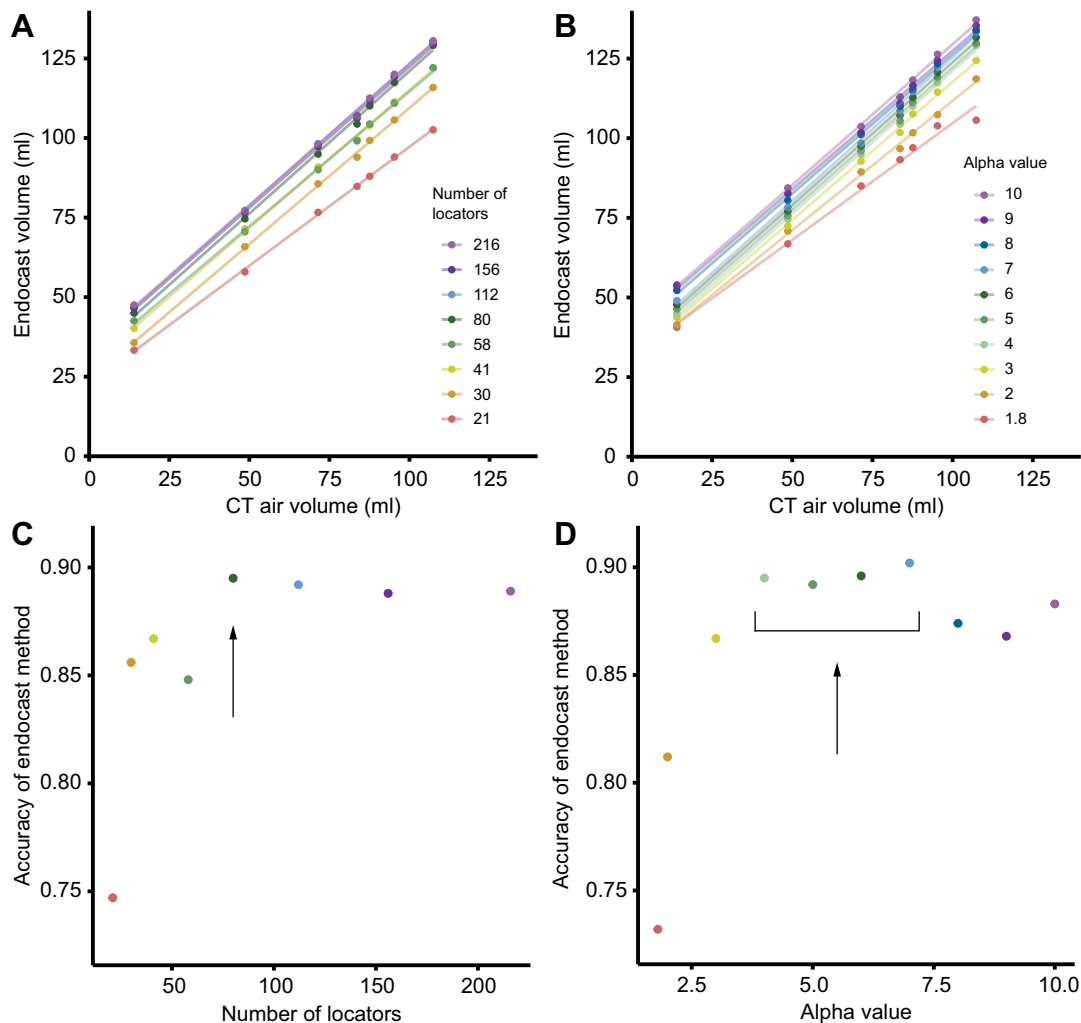 A
Endocast volume (ml)
125
100
75
50
25
0
0 25 50 75 100 125
CT air volume (ml)
Number of
locators
216
156
112
80
58
41
30
21
B
Endocast volume (ml)
125
100
75
50
25
0
0 25 50 75 100 125
CT air volume (ml)
Alpha value
10
9
8
7
6
5
4
3
2
1.8
C
Accuracy of endocast method
0.90
0.85
0.80
0.75
50 100 150 200
Number of locators
D
Accuracy of endocast method
0.90
0.85
0.80
0.75
2.5 5.0 7.5 10.0
Alpha value